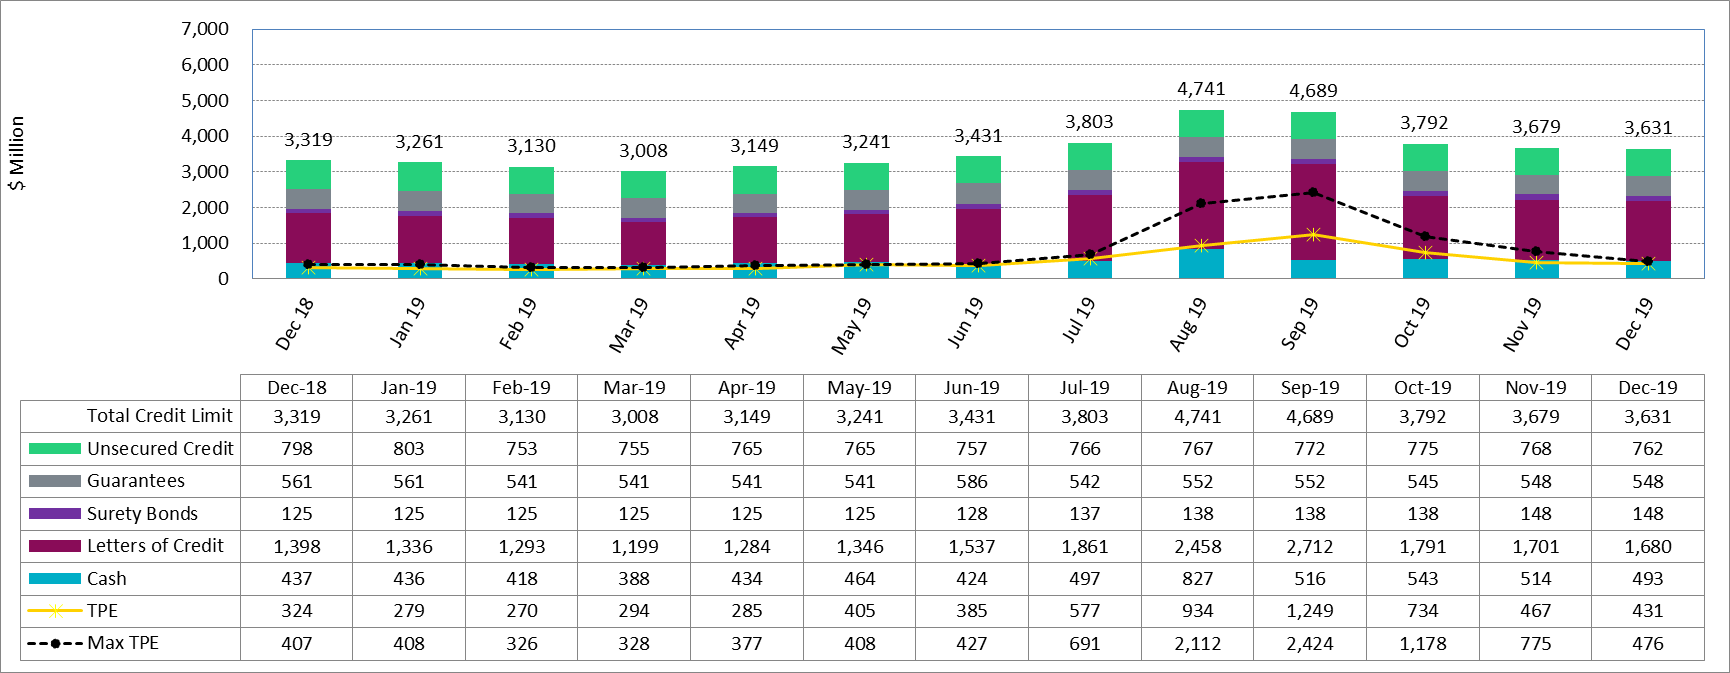 7,000
6,000
5,000
4,000
3,000
2,000
1,000
0
$ Million
3,319 3,261 3,130 3,008 3,149 3,241 3,431 3,803 4,741 4,689 3,792 3,679 3,631
Dec 18 Jan 19 Feb 19 Mar 19 Apr 19 May 19 Jun 19 Jul 19 Aug 19 Sep 19 Oct 19 Nov 19 Dec 19
Dec-18 Jan-19 Feb-19 Mar-19 Apr-19 May-19 Jun-19 Jul-19 Aug-19 Sep-19 Oct-19 Nov-19 Dec-19
Total Credit Limit 3,319 3,261 3,130 3,008 3,149 3,241 3,431 3,803 4,741 4,689 3,792 3,679 3,631
Unsecured Credit 798 803 753 755 765 765 757 766 767 772 775 768 762
Guarantees 561 561 541 541 541 541 586 542 552 552 545 548 548
Surety Bonds 125 125 125 125 125 125 128 137 138 138 138 148 148
Letters of Credit 1,398 1,336 1,293 1,199 1,284 1,346 1,537 1,861 2,458 2,712 1,791 1,701 1,680
Cash 437 436 418 388 434 464 424 497 827 516 543 514 493
TPE 324 279 270 294 285 405 385 577 934 1,249 734 467 431
Max TPE 407 408 326 328 377 408 427 691 2,112 2,424 1,178 775 476